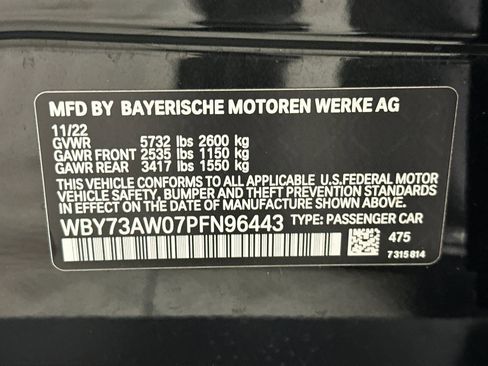 MFD BY BAYERISCHE MOTOREN WERKE AG
11/22
GVWR 5732 lbs 2600 kg
GAWR FRONT 2535 lbs 1150 kg
GAWR REAR 3417 lbs 1550 kg
THIS VEHICLE CONFORMS TO ALL APPLICABLE U.S.FEDERAL MOTOR
VEHICLE SAFETY, BUMPER, AND THEFT PREVENTION STANDARDS
IN EFFECT ON THE DATE OF MANUFACTURE SHOWN ABOVE.
WBY73AW07PFN96443 TYPE: PASSENGER CAR
475
7 315 814